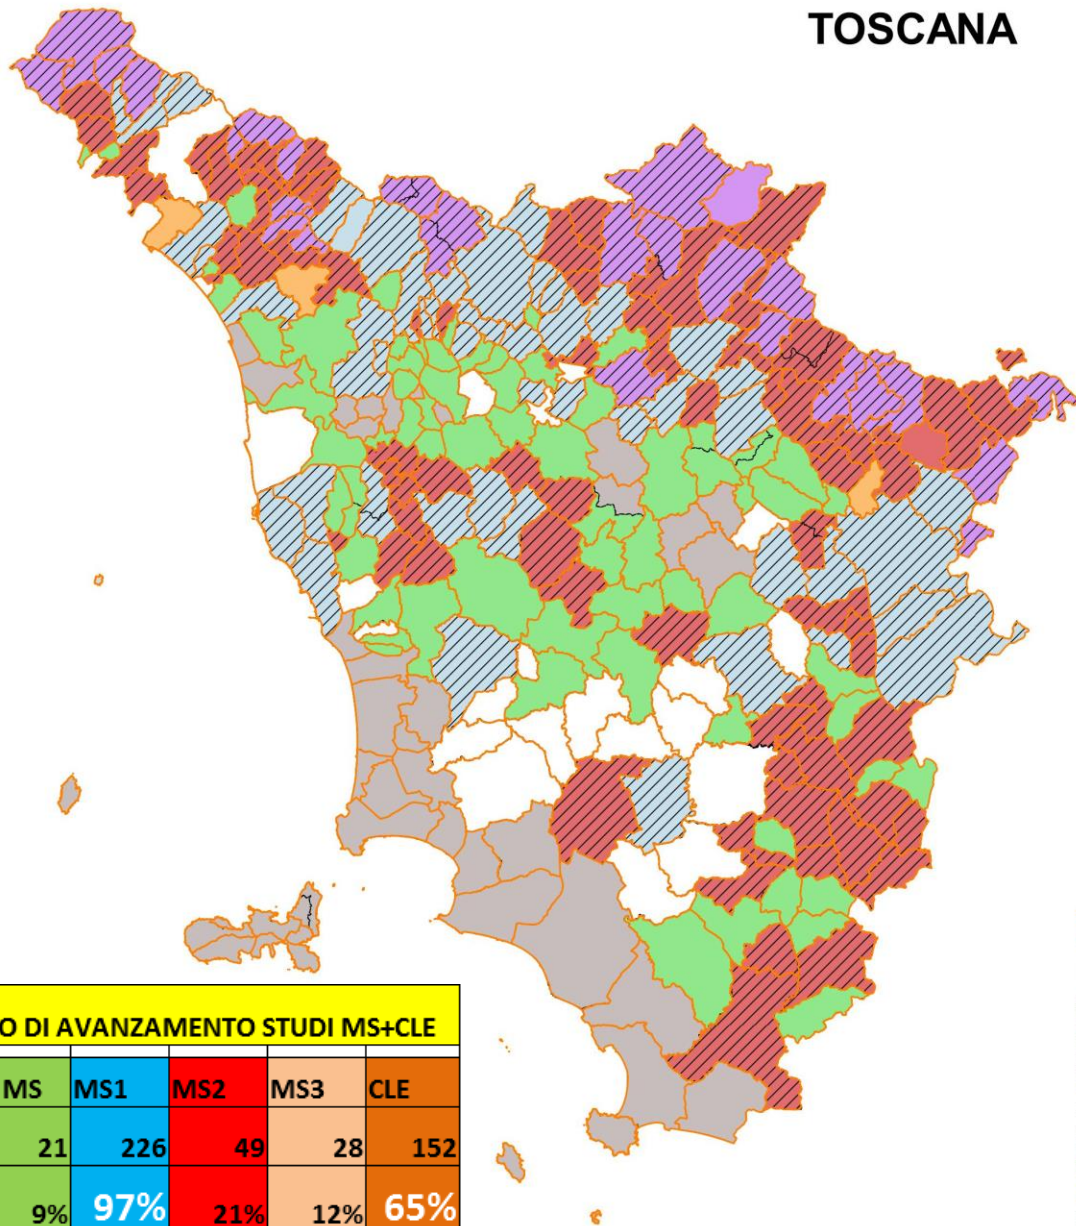 TOSCANA
O DI AVANZAMENTO STUDI MS+CLE
MS MS1 MS2 MS3 CLE
21 226 49 28 152
9% 97% 21% 12% 65%